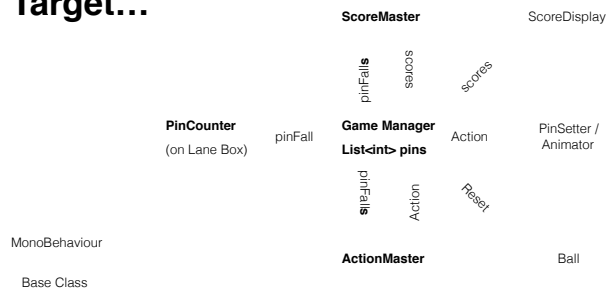 Target…
ScoreMaster
ScoreDisplay
pinFalls
scores
scores
PinCounter
(on Lane Box)
pinFall
Game Manager
List<int> pins
Action
PinSetter /
Animator
pinFalls
Action
Reset
MonoBehaviour
ActionMaster
Ball
Base Class